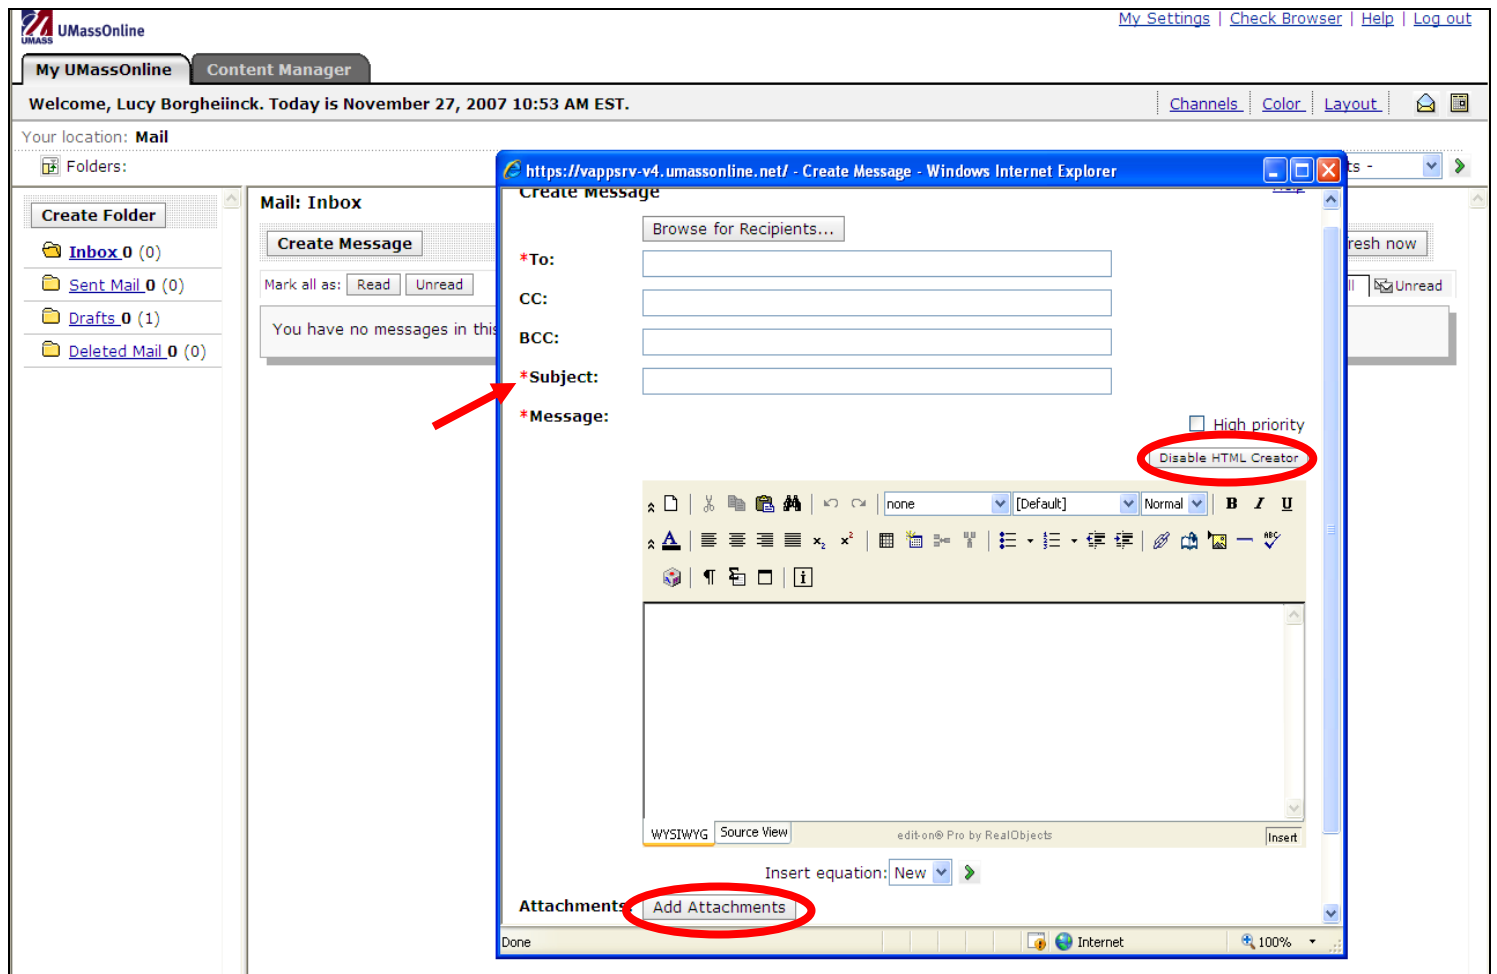 UMASS UMassOnline
My Settings | Check Browser | Help | Log out
My UMassOnline Content Manager
Welcome, Lucy Borgheiinck. Today is November 27, 2007 10:53 AM EST.
Channels Color Layout
Your location: Mail
Folders:
https://vappsrv-v4.umassonline.net/ - Create Message - Windows Internet Explorer
Create Folder
Inbox 0 (0)
Sent Mail 0 (0)
Drafts 0 (1)
Deleted Mail 0 (0)
Mail: Inbox
Create Message
Mark all as: Read Unread
You have no messages in this
resh now
Unread
Create Message
Browse for Recipients...
*To:
CC:
BCC:
*Subject:
*Message:
High priority
Disable HTML Creator
none [Default] Normal B I U
A x2 x2 ABC
¶ i
WYSIWYG Source View edit-on® Pro by RealObjects Insert
Insert equation: New
Attachments: Add Attachments
Done Internet 100%